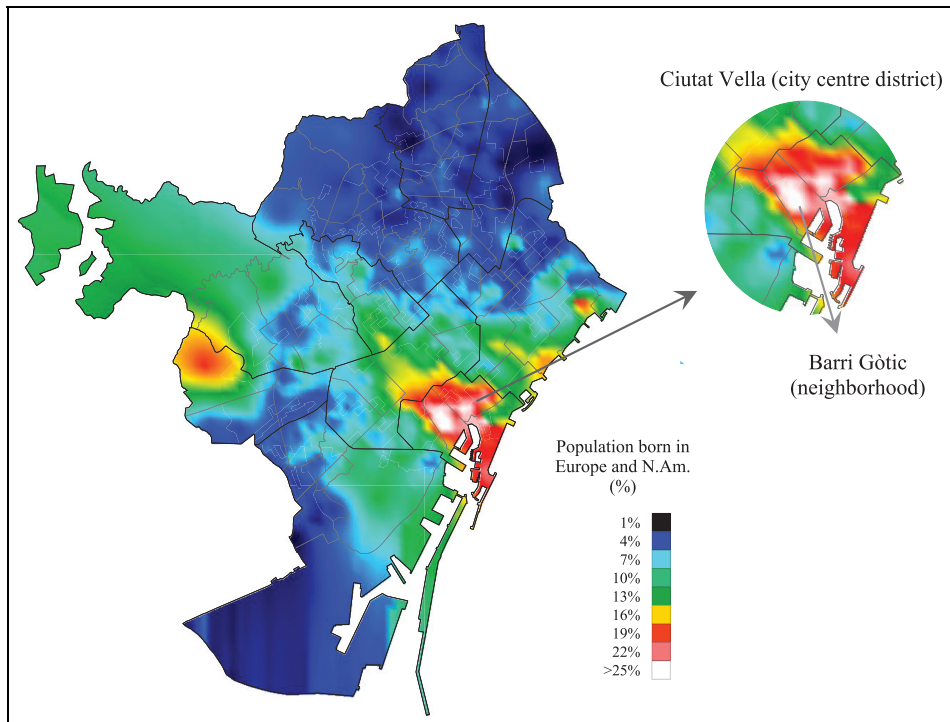 Ciutat Vella (city centre district)
Barri Gòtic
(neighborhood)
Population born in
Europe and N.Am.
(%)
1%
4%
7%
10%
13%
16%
19%
22%
>25%